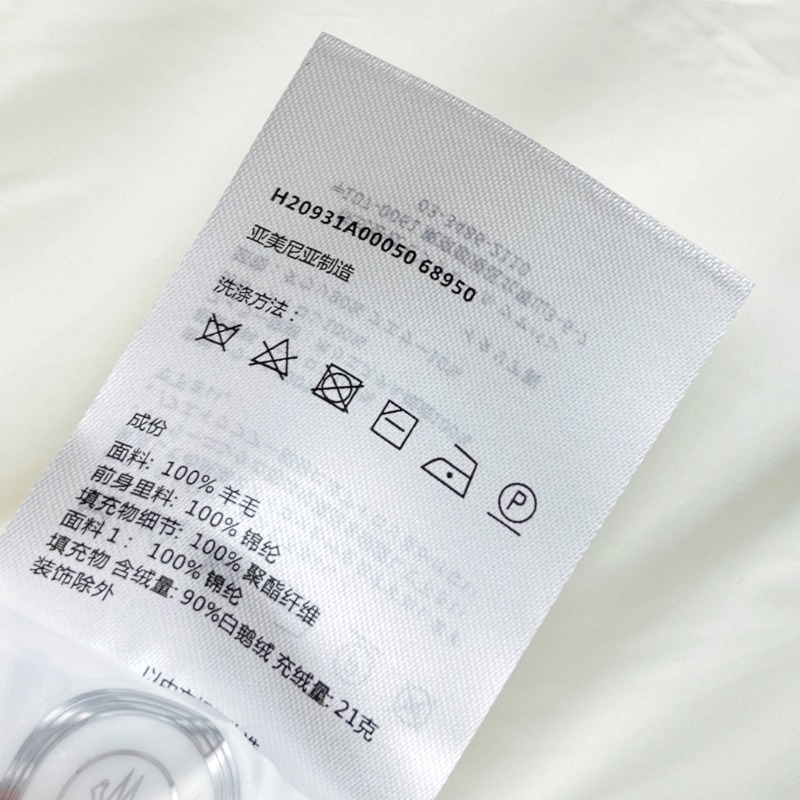 H20931A00050 68950
亚美尼亚制造
洗涤方法：
P
成份
面料: 100% 羊毛
前身里料: 100% 锦纶
填充物细节: 100% 聚酯纤维
面料 1： 100% 锦纶
填充物 含绒量: 90%白鹅绒 充绒量: 21克
装饰除外